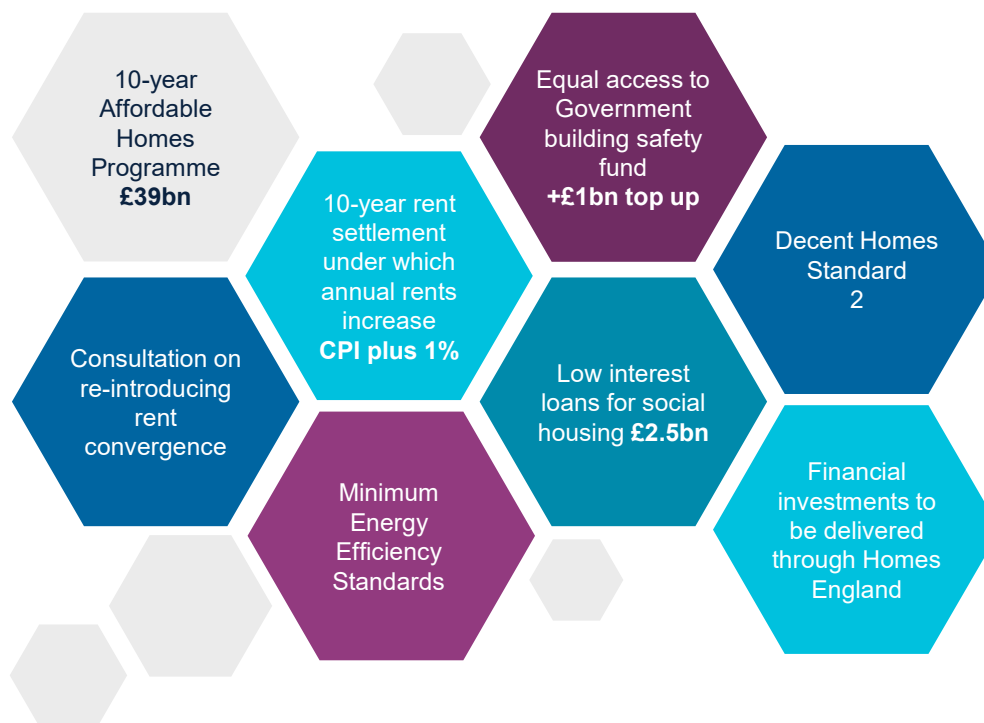 10-year
Affordable
Homes
Programme
£39bn
Equal access to
Government
building safety
fund
+£1bn top up
10-year rent
settlement
under which
annual rents
increase
CPI plus 1%
Decent Homes
Standard
2
Consultation on
re-introducing
rent
convergence
Low interest
loans for social
housing £2.5bn
Minimum
Energy
Efficiency
Standards
Financial
investments to
be delivered
through Homes
England